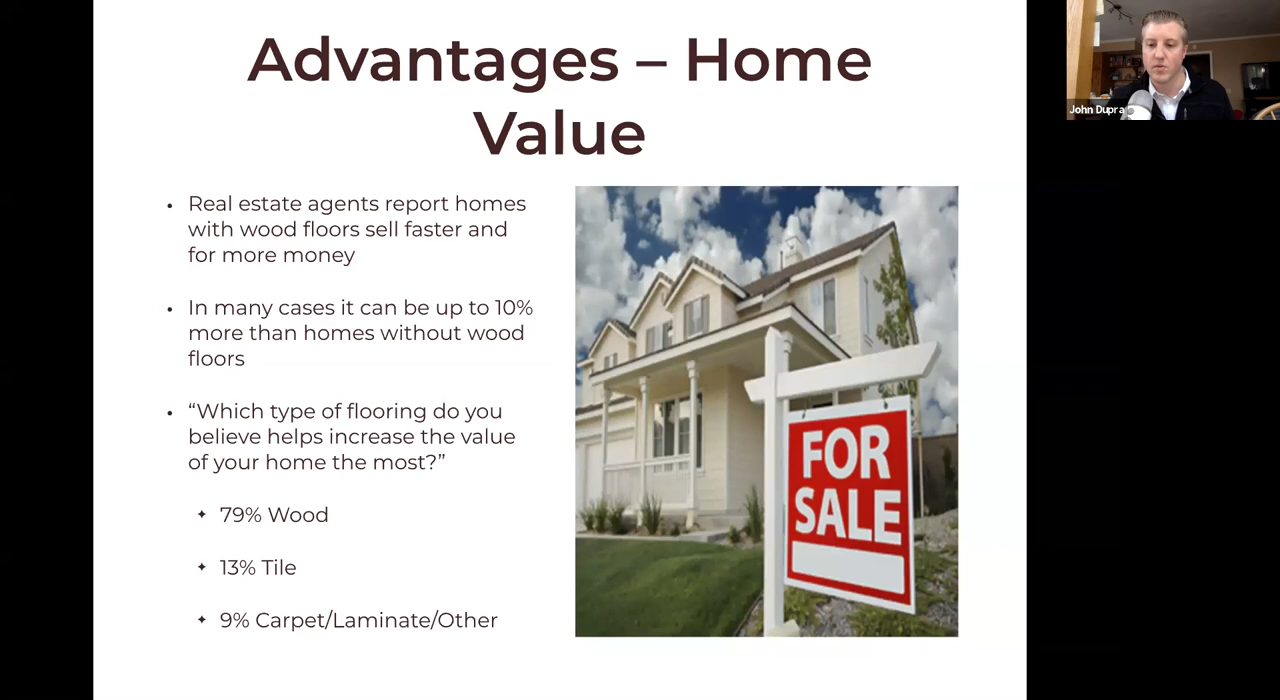 Advantages – Home
Value
• Real estate agents report homes
with wood floors sell faster and
for more money
• In many cases it can be up to 10%
more than homes without wood
floors
• “Which type of flooring do you
believe helps increase the value
of your home the most?”
✦ 79% Wood
✦ 13% Tile
✦ 9% Carpet/Laminate/Other
FOR
SALE
John